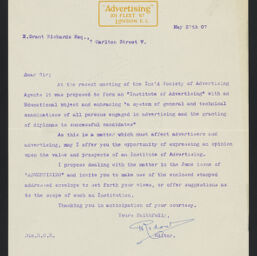 "Advertising"
121 FLEET ST
LONDON E.C.
May 27th 07
E. Grant Richards Esq.,
7 Carlton Street W.
Dear Sir;
At the recent meeting of the Inc'd Society of Advertising
Agents it was proposed to form an "Institute of Advertising" with an
Educational object and embracing "a system of general and technical
examinations of all persons engaged in advertising and the granting
of diplomas to successful candidates"
As this is a matter which must affect advertisers and
advertising, may I offer you the opportunity of expressing an opinion
upon the value and prospects of an Institute of Advertising.
I propose dealing with the matter in the June issue of
"ADVERTISING" and invite you to make use of the enclosed stamped
addressed envelope to set forth your views, or offer suggestions as
to the scope of such an Institution.
Thanking you in anticipation of your courtesy.
Yours faithfully,
Editor.